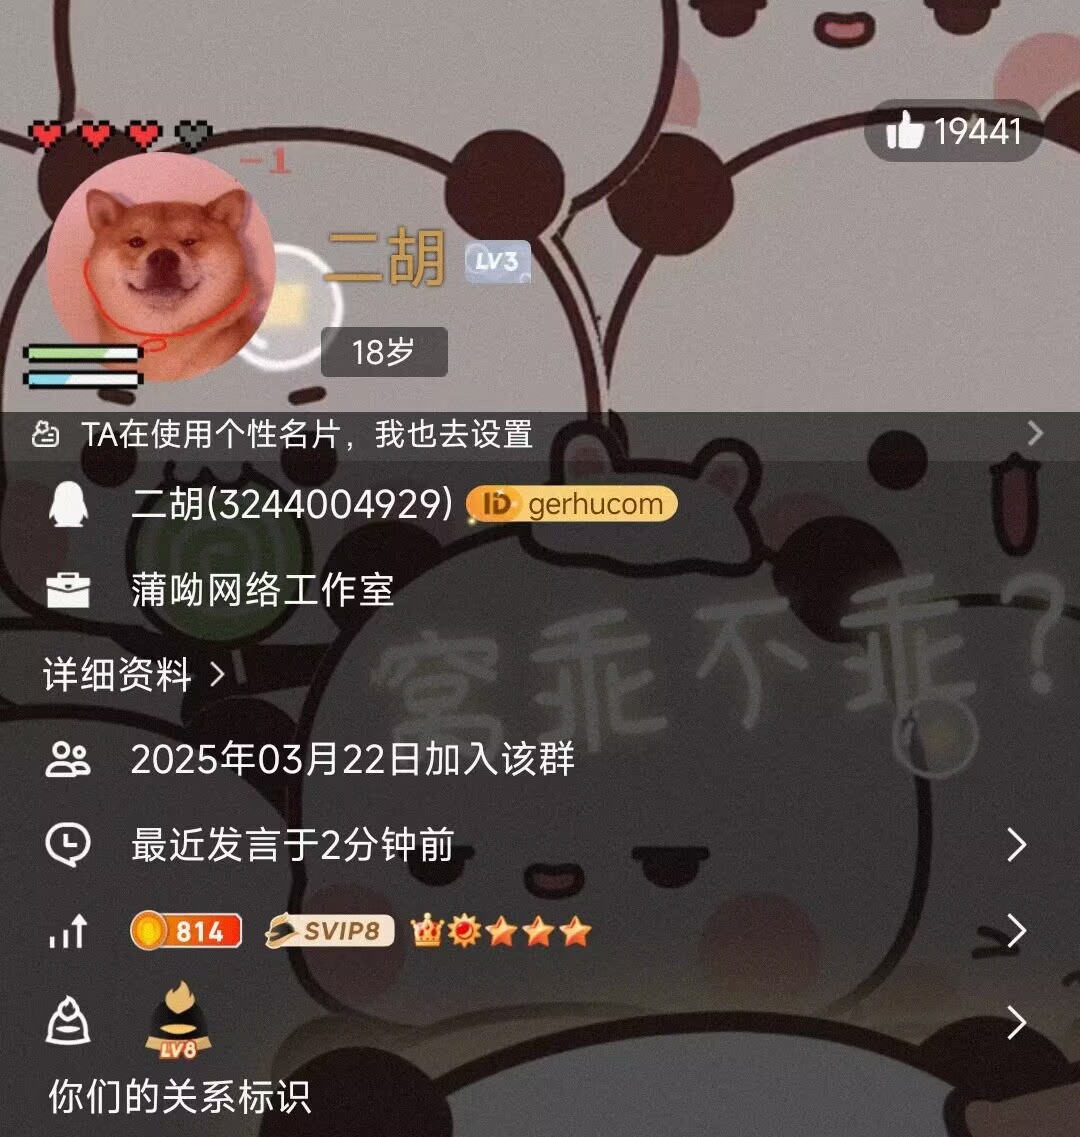 19441
-1
二胡 LV3
18岁
TA在使用个性名片，我也去设置
二胡(3244004929) ID gerhucom
蒲呦网络工作室
窝乖不乖？
详细资料
2025年03月22日加入该群
最近发言于2分钟前
814 SVIP8
LV8
你们的关系标识